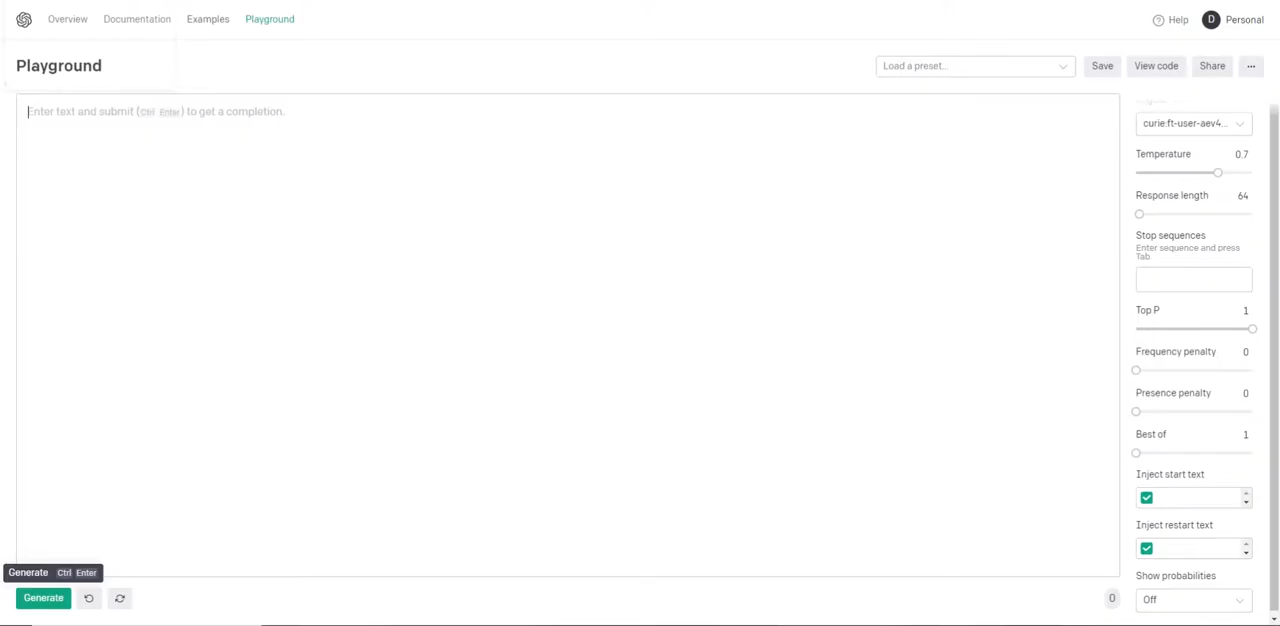 Overview Documentation Examples Playground Help D Personal
Playground
Load a preset... Save View code Share ...
Enter text and submit (Ctrl Enter) to get a completion.
curie:ft-user-aev4...
Temperature 0.7
Response length 64
Stop sequences
Enter sequence and press
Tab
Top P 1
Frequency penalty 0
Presence penalty 0
Best of 1
Inject start text
Inject restart text
Show probabilities
Off
Generate Ctrl Enter
Generate
0